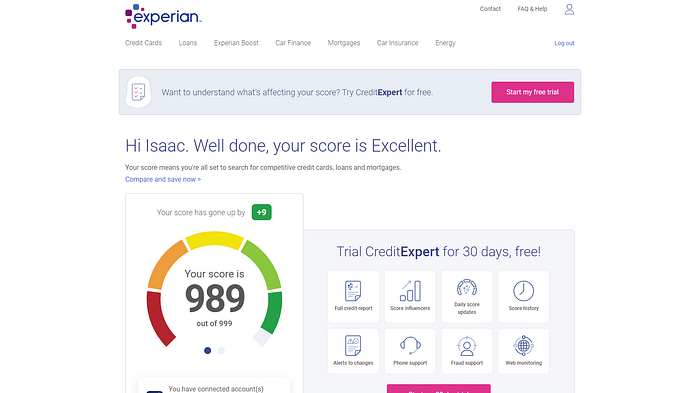 experian™
Contact
FAQ & Help
Credit Cards
Loans
Experian Boost
Car Finance
Mortgages
Car Insurance
Energy
Log out
Want to understand what's affecting your score? Try CreditExpert for free.
Start my free trial
Hi Isaac. Well done, your score is Excellent.
Your score means you're all set to search for competitive credit cards, loans and mortgages.
Compare and save now >
Your score has gone up by
+9
Your score is
989
out of 999
You have connected account(s)
Trial CreditExpert for 30 days, free!
Full credit report
Score influencers
Daily score
updates
Score history
Alerts to changes
Phone support
Fraud support
Web monitoring